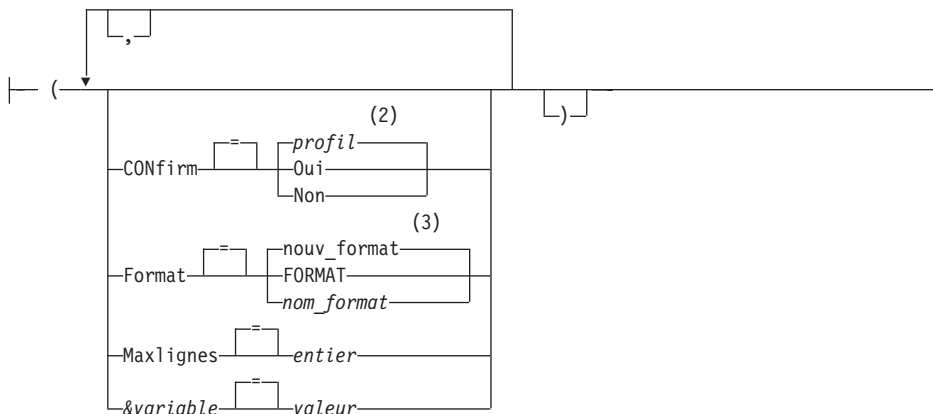 ,
(
)
(2)
profil
CONfirm = Oui
Non
(3)
nouv_format
Format = FORMAT
nom_format
Maxlignes = entier
&variable = valeur